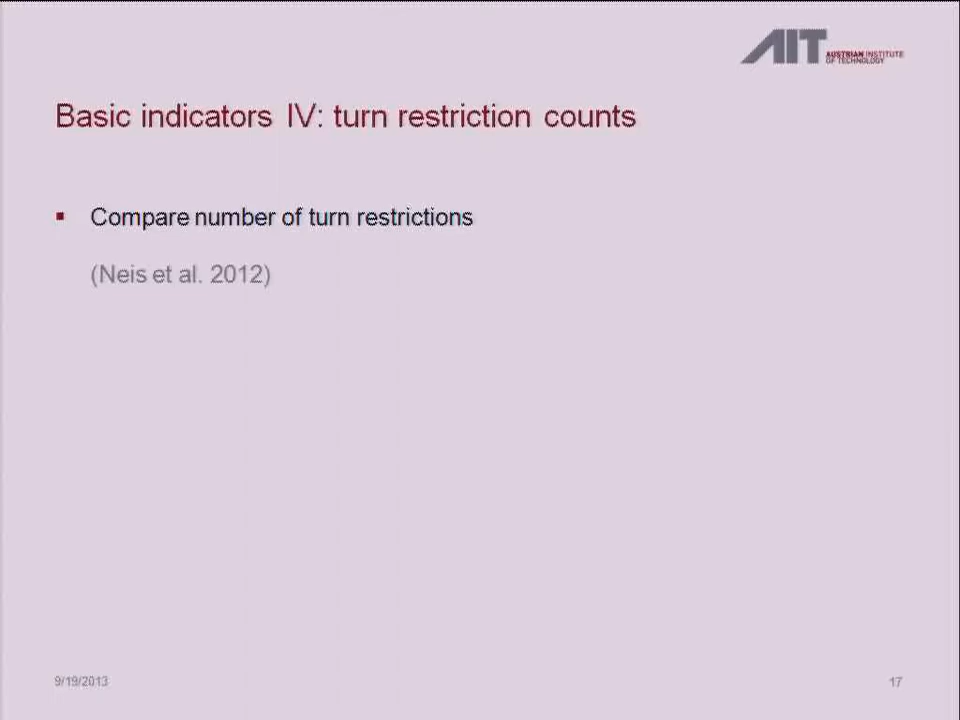 AIT AUSTRIAN INSTITUTE
OF TECHNOLOGY
Basic indicators IV: turn restriction counts
▪ Compare number of turn restrictions
(Neis et al. 2012)
9/19/2013
17